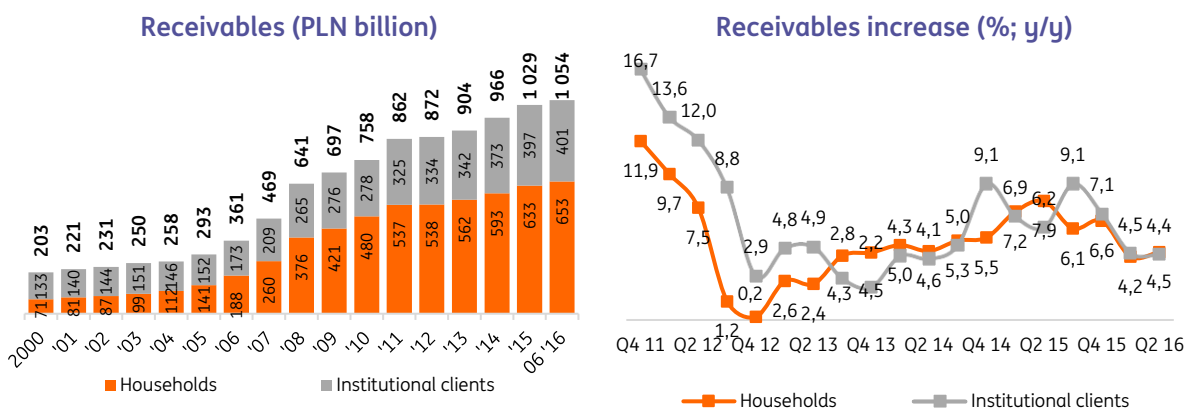 Receivables (PLN billion)
203 221 231 250 258 293 361 469 641 697 758 862 872 904 966 1 029 1 054
133 140 144 151 146 152 173 209 265 276 278 325 334 342 373 397 401
71 81 87 99 112 141 188 260 376 421 480 537 538 562 593 633 653
2000 '01 '02 '03 '04 '05 '06 '07 '08 '09 '10 '11 '12 '13 '14 '15 06 '16
Households Institutional clients
Receivables increase (%; y/y)
16,7 13,6 12,0 8,8 2,9 4,8 4,9 2,8 2,2 4,3 4,1 5,0 9,1 6,9 6,2 9,1 7,1 4,5 4,4
11,9 9,7 7,5 1,2 0,2 2,6 2,4 4,3 4,5 5,0 4,6 5,3 5,5 7,2 7,9 6,1 6,6 4,2 4,5
Q4 11 Q2 12 Q4 12 Q2 13 Q4 13 Q2 14 Q4 14 Q2 15 Q4 15 Q2 16
Households Institutional clients